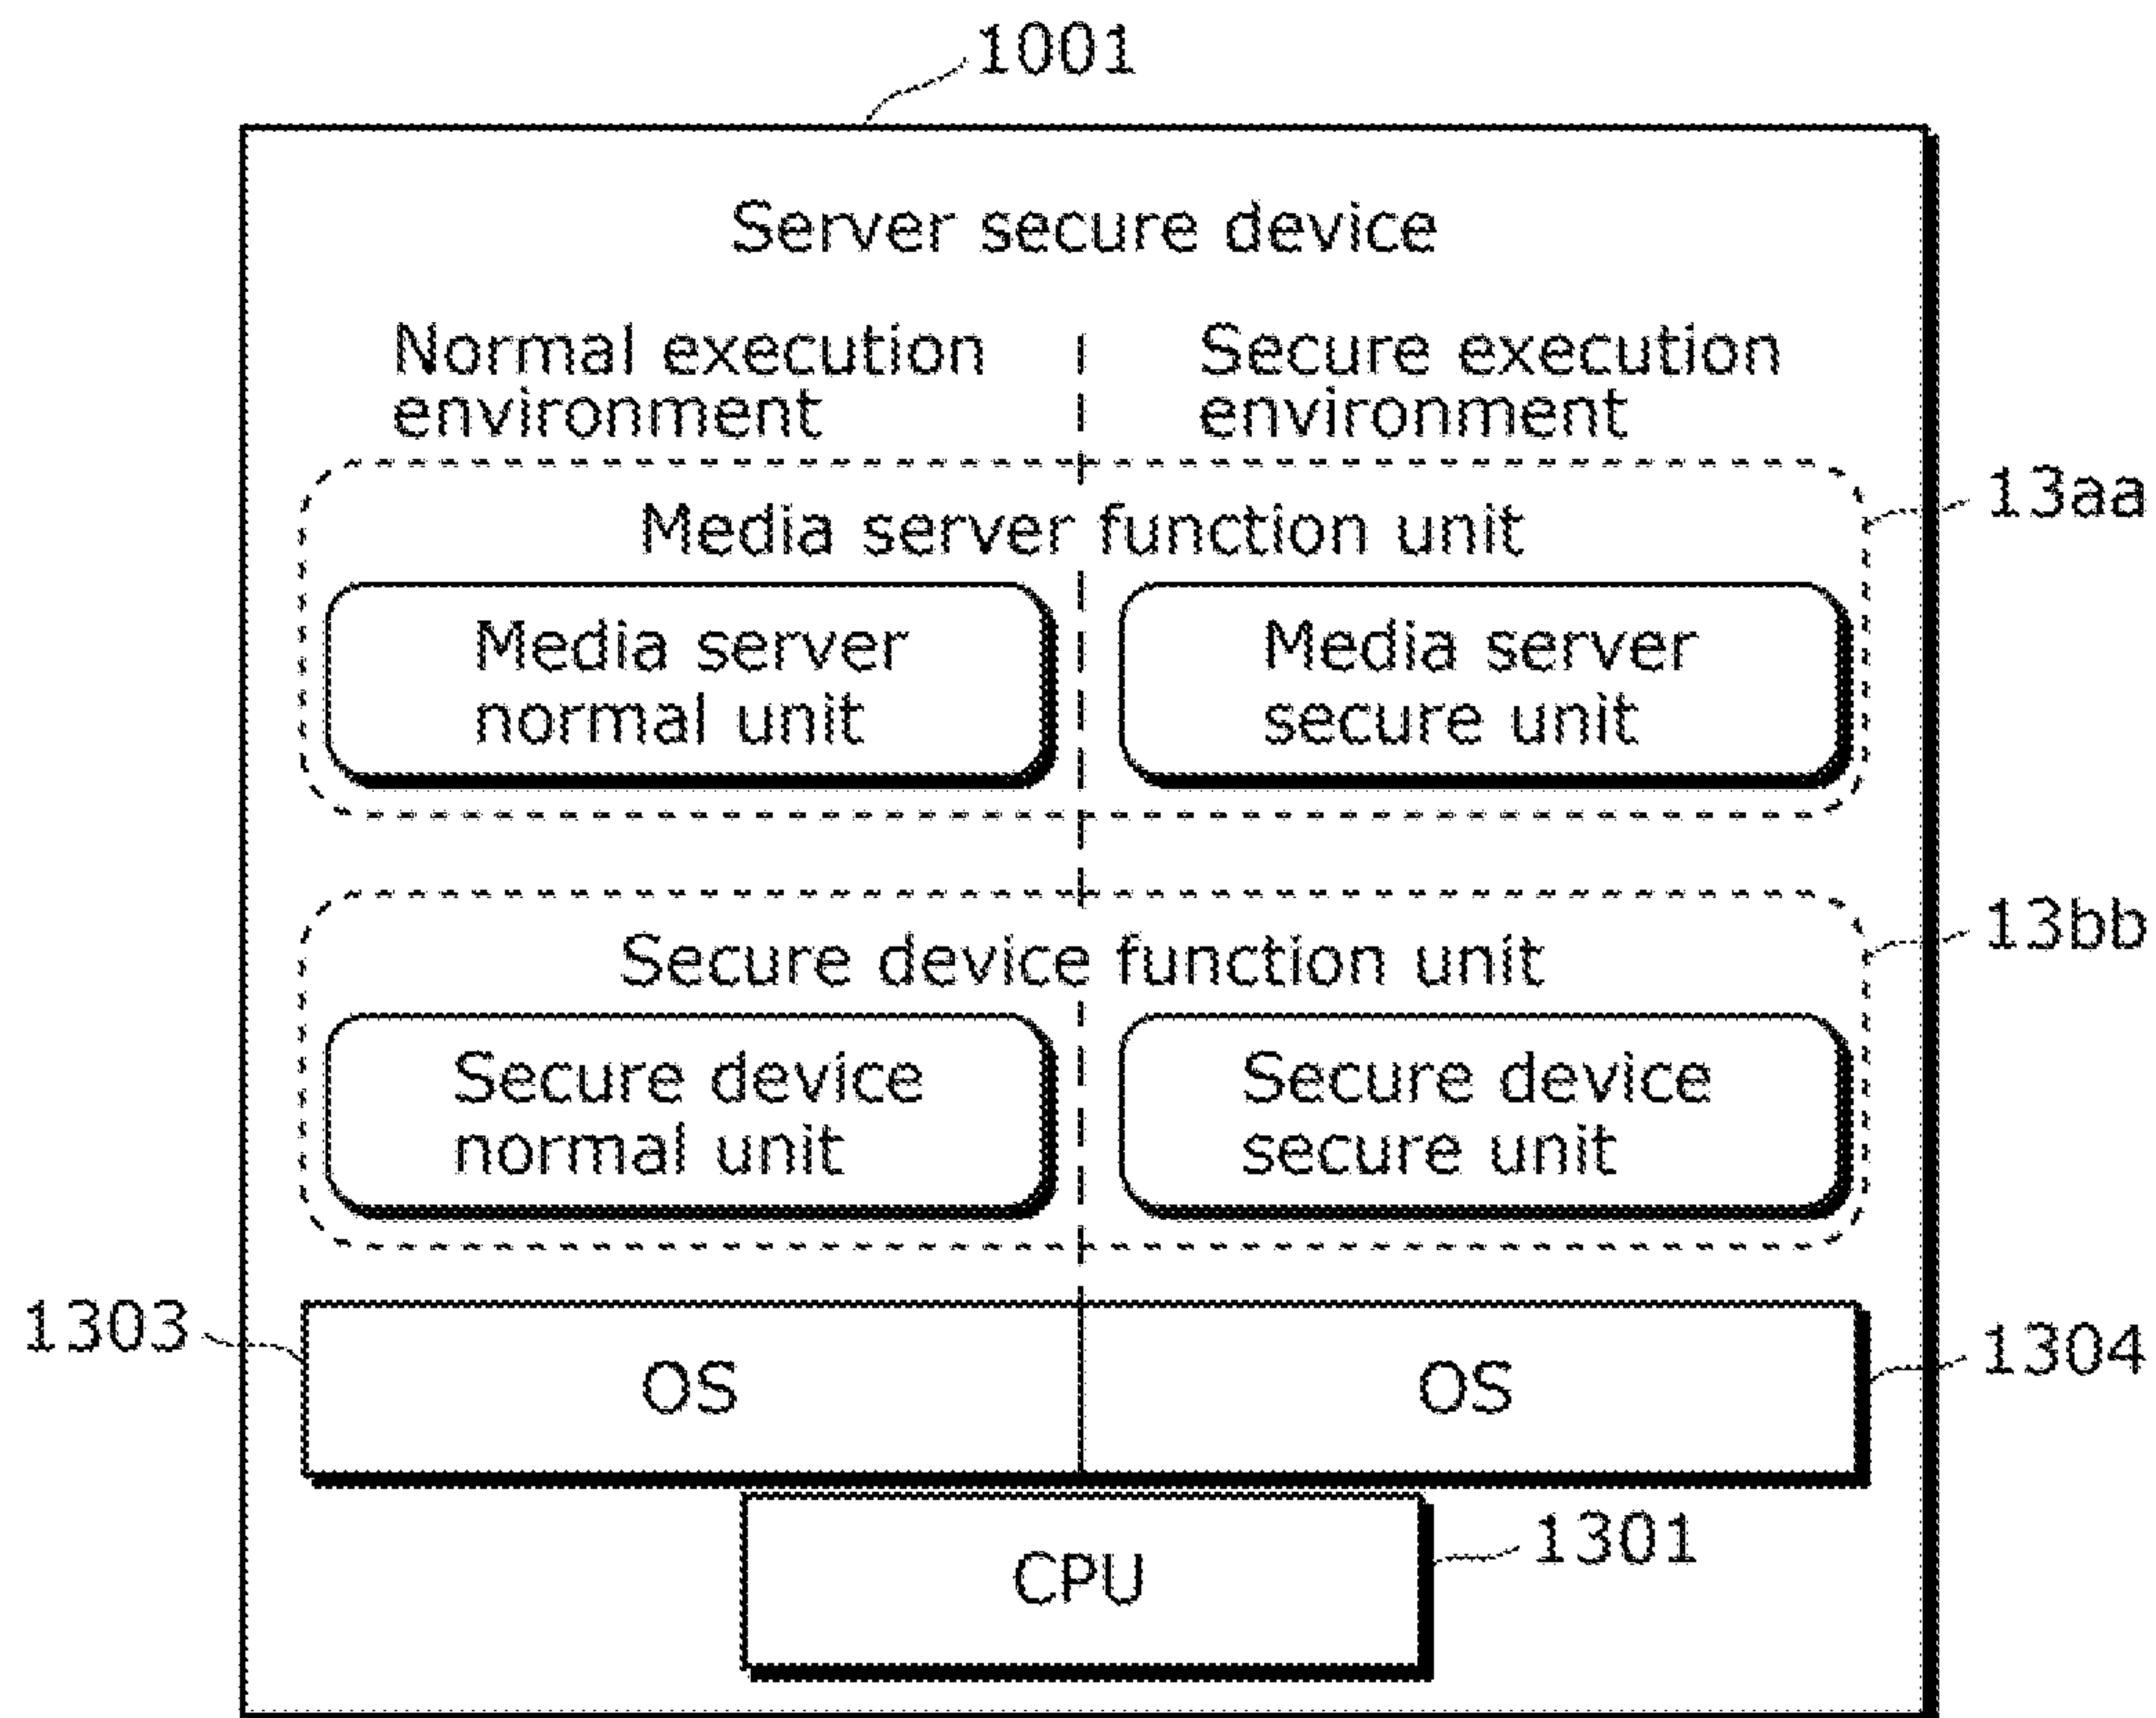 1001
Server secure device
Normal execution
environment
Secure execution
environment
13aa
Media server function unit
Media server
normal unit
Media server
secure unit
13bb
Secure device function unit
Secure device
normal unit
Secure device
secure unit
1303
OS
OS
1304
CPU
1301